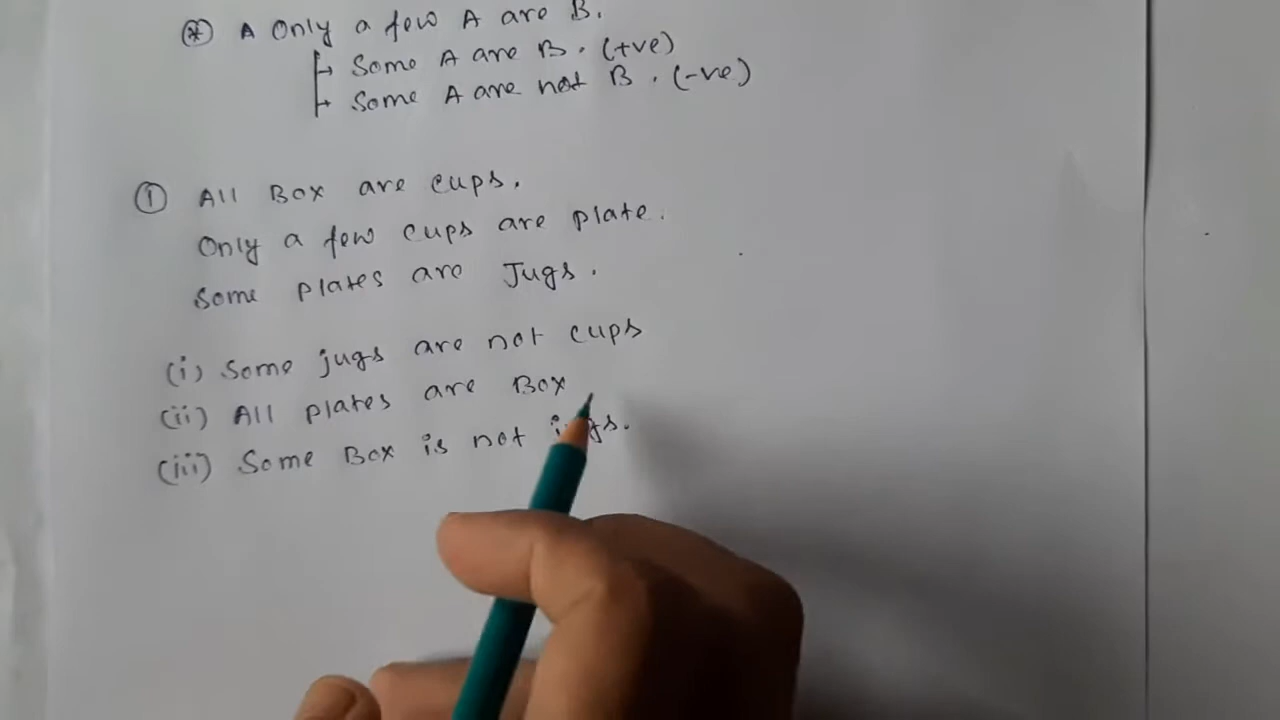 * A Only a few A are B.
Some A are B. (+ve)
Some A are not B. (-ve)
① All Box are cups.
Only a few cups are plate.
Some plates are Jugs.
(i) Some jugs are not cups
(ii) All plates are Box
(iii) Some Box is not jugs.